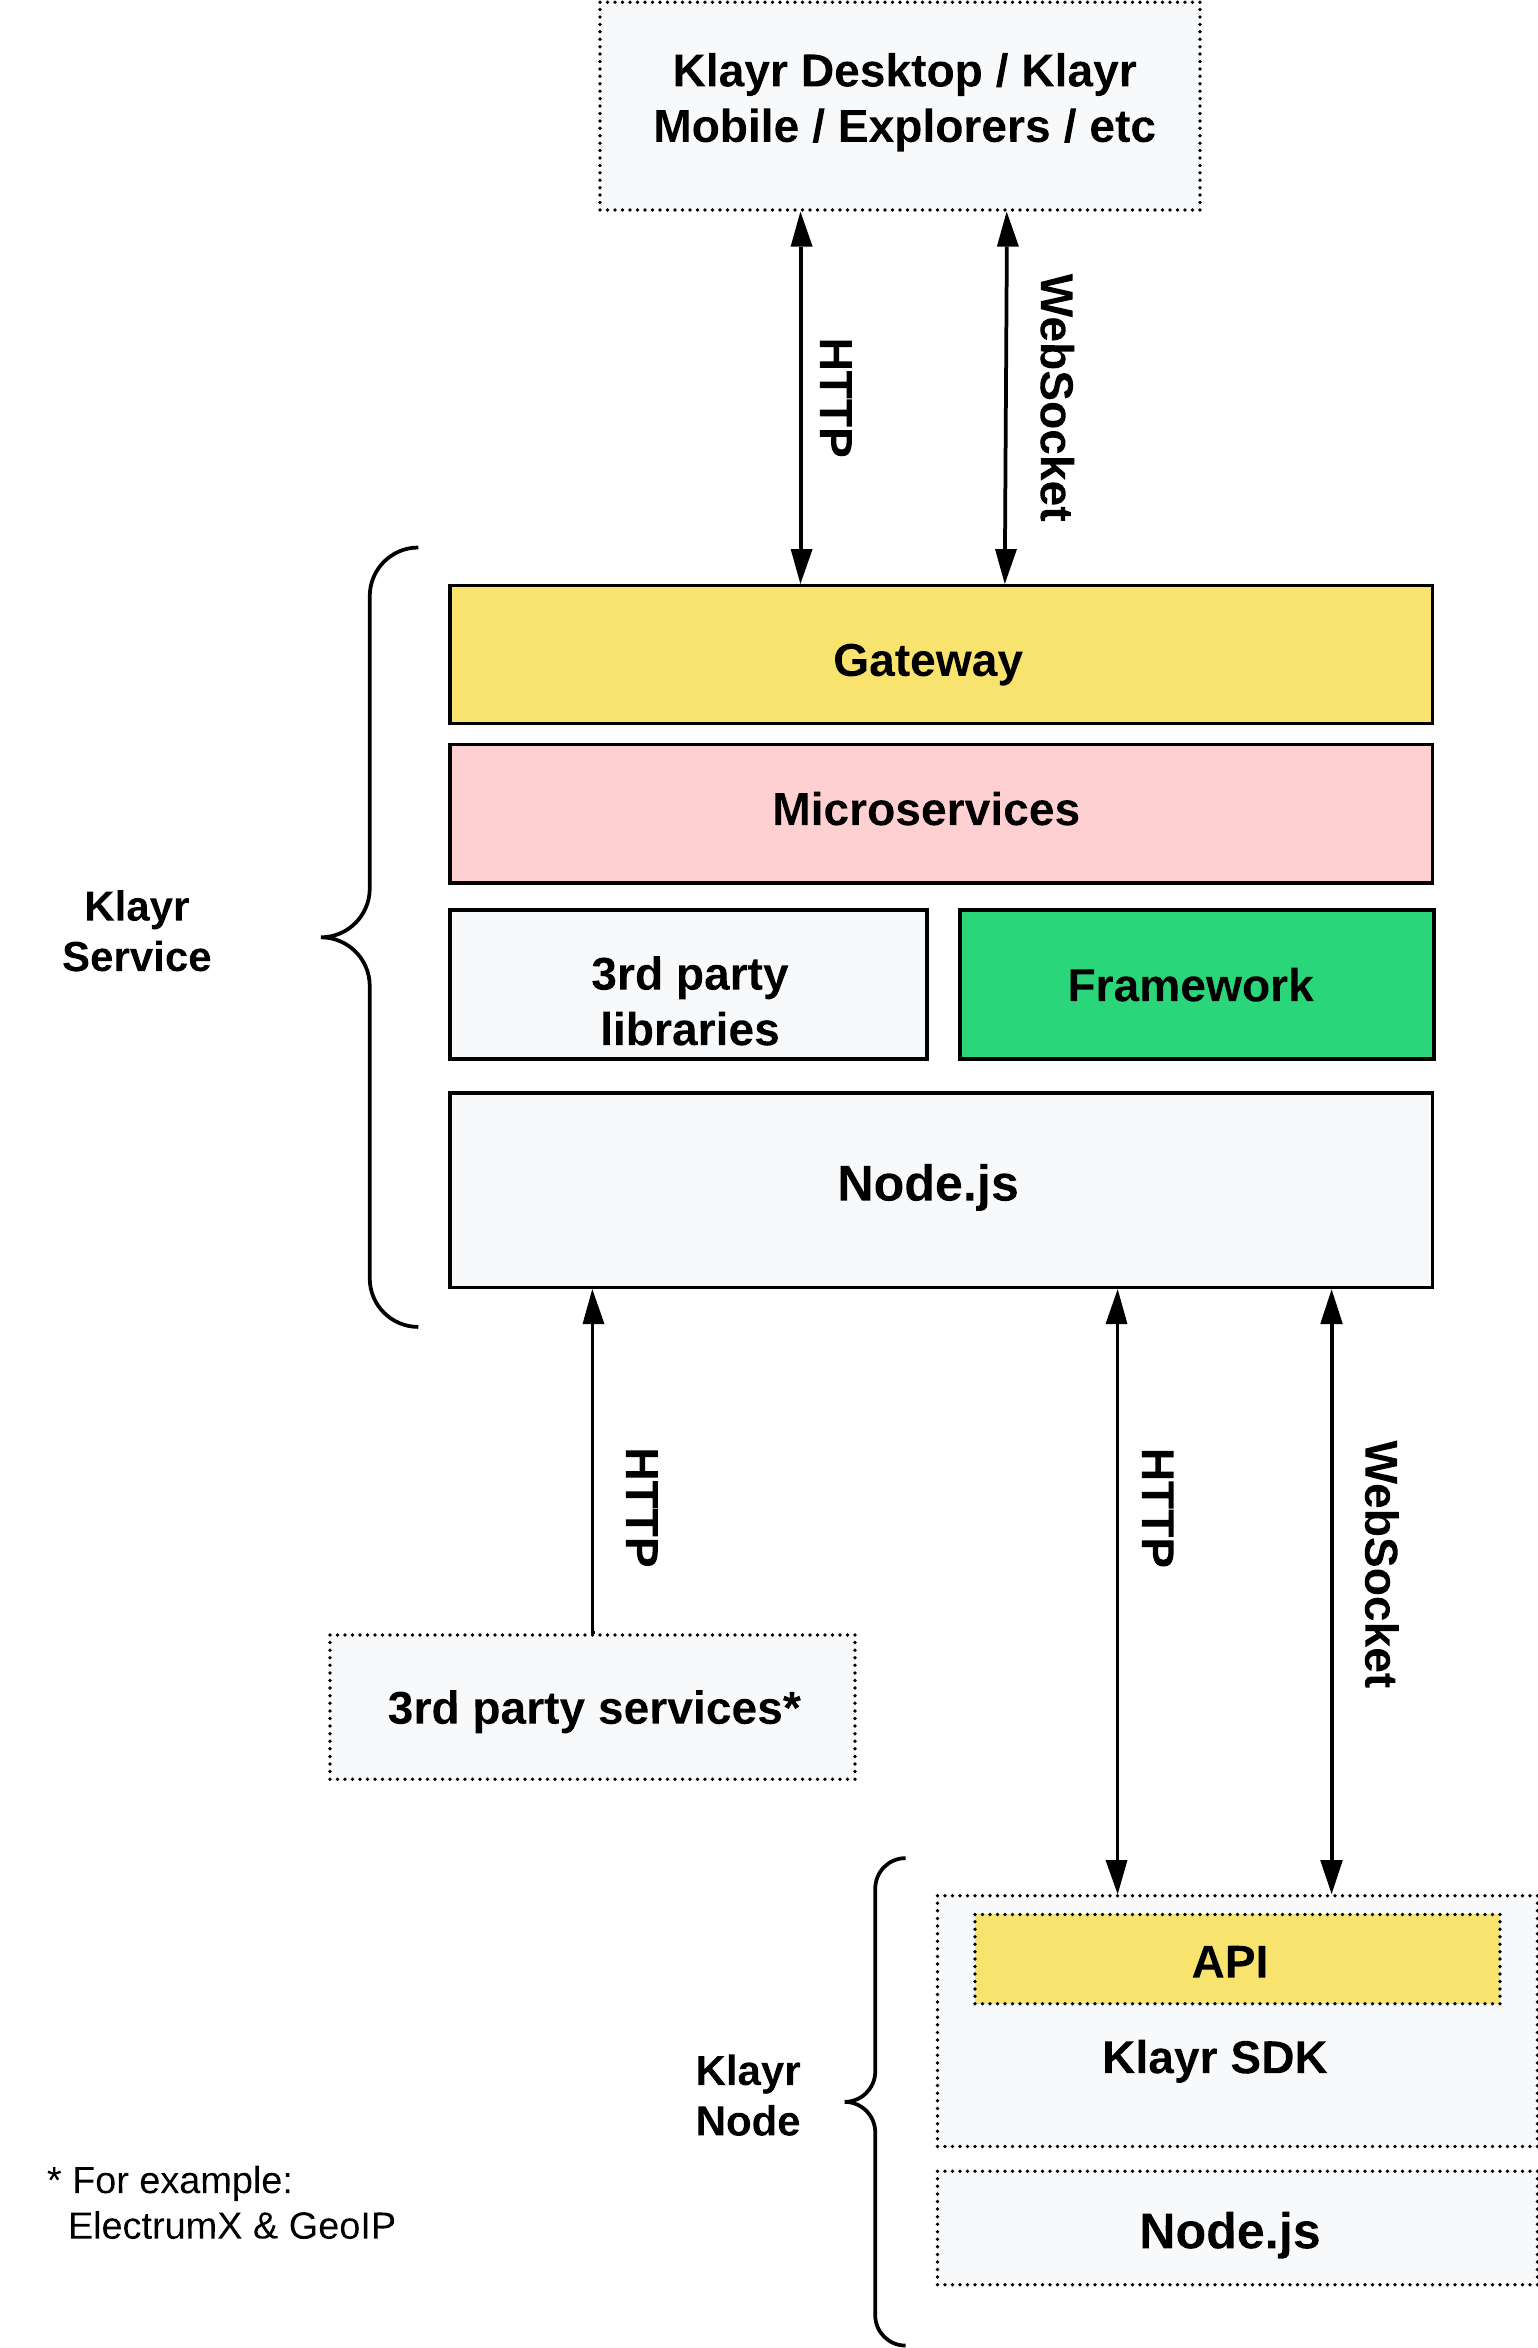 Klayr Desktop / Klayr
Mobile / Explorers / etc
HTTP
WebSocket
Gateway
Microservices
Klayr
Service
3rd party
libraries
Framework
Node.js
HTTP
HTTP
WebSocket
3rd party services*
API
Klayr SDK
Klayr
Node
Node.js
* For example:
ElectrumX & GeoIP